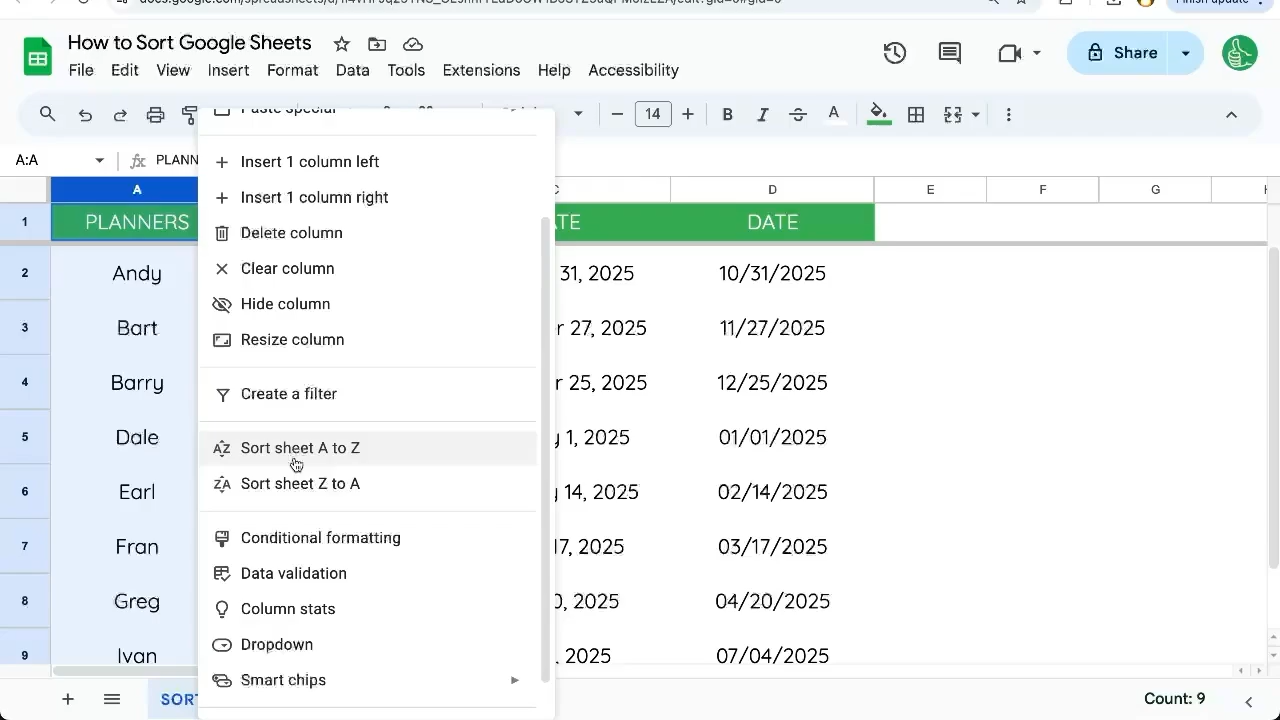 How to Sort Google Sheets
Share
File Edit View Insert Format Data Tools Extensions Help Accessibility
14
A:A
PLANN
Insert 1 column left
Insert 1 column right
Delete column
Clear column
Hide column
Resize column
Create a filter
Sort sheet A to Z
Sort sheet Z to A
Conditional formatting
Data validation
Column stats
Dropdown
Smart chips
A D E F G
1 PLANNERS ATE DATE
2 Andy 31, 2025 10/31/2025
3 Bart r 27, 2025 11/27/2025
4 Barry r 25, 2025 12/25/2025
5 Dale y 1, 2025 01/01/2025
6 Earl y 14, 2025 02/14/2025
7 Fran 17, 2025 03/17/2025
8 Greg 0, 2025 04/20/2025
9 Ivan , 2025 07/04/2025
SORT
Count: 9